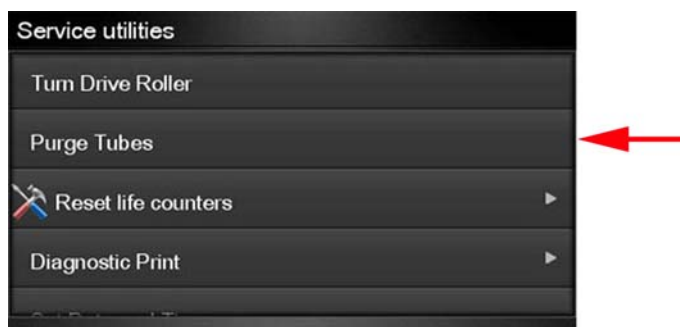 Service utilities
Turn Drive Roller
Purge Tubes
Reset life counters
Diagnostic Print